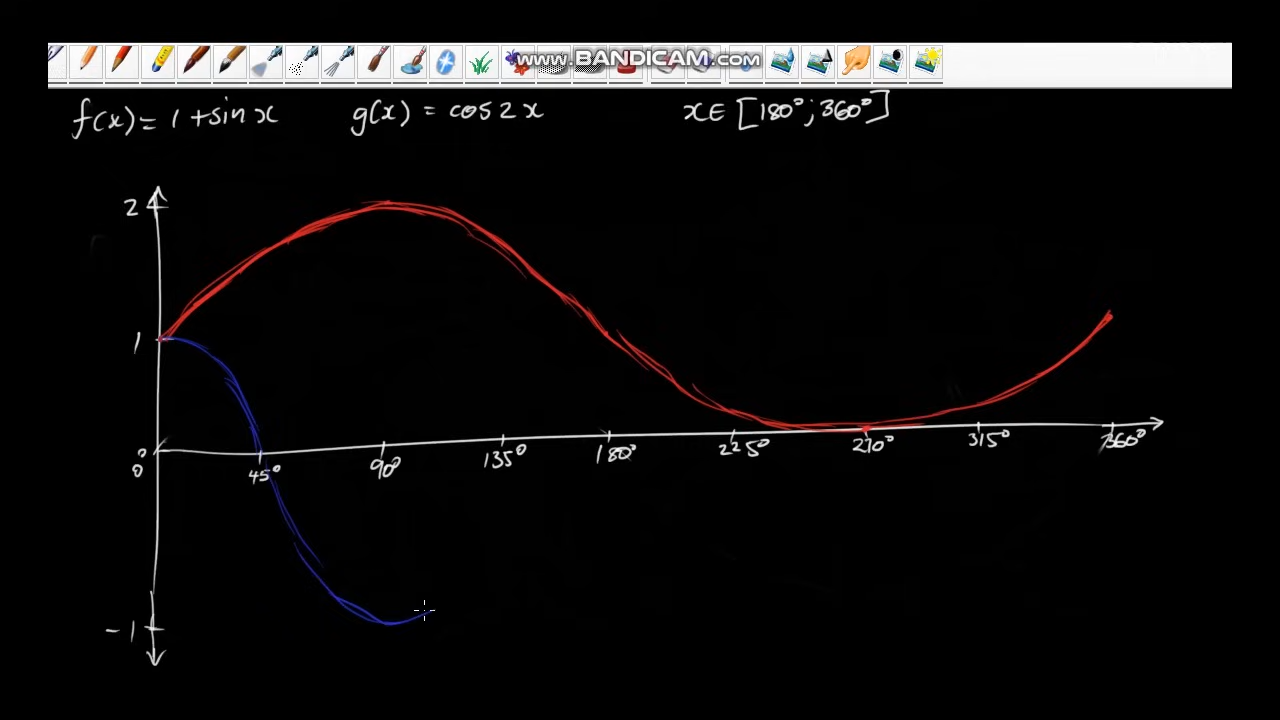 www.BANDICAM.com
f(x) = 1 + sin x g(x) = cos 2x x ∈ [180°; 360°]
2
1
0
0 45° 90° 135° 180° 225° 270° 315° 360°
-1